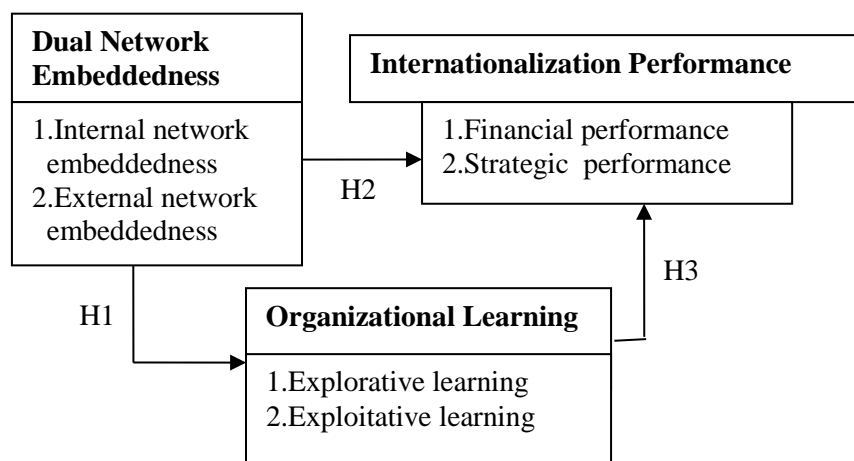 Dual Network
Embeddedness
1.Internal network
embeddedness
2.External network
embeddedness
Internationalization Performance
1.Financial performance
2.Strategic performance
H2
H1
H3
Organizational Learning
1.Explorative learning
2.Exploitative learning